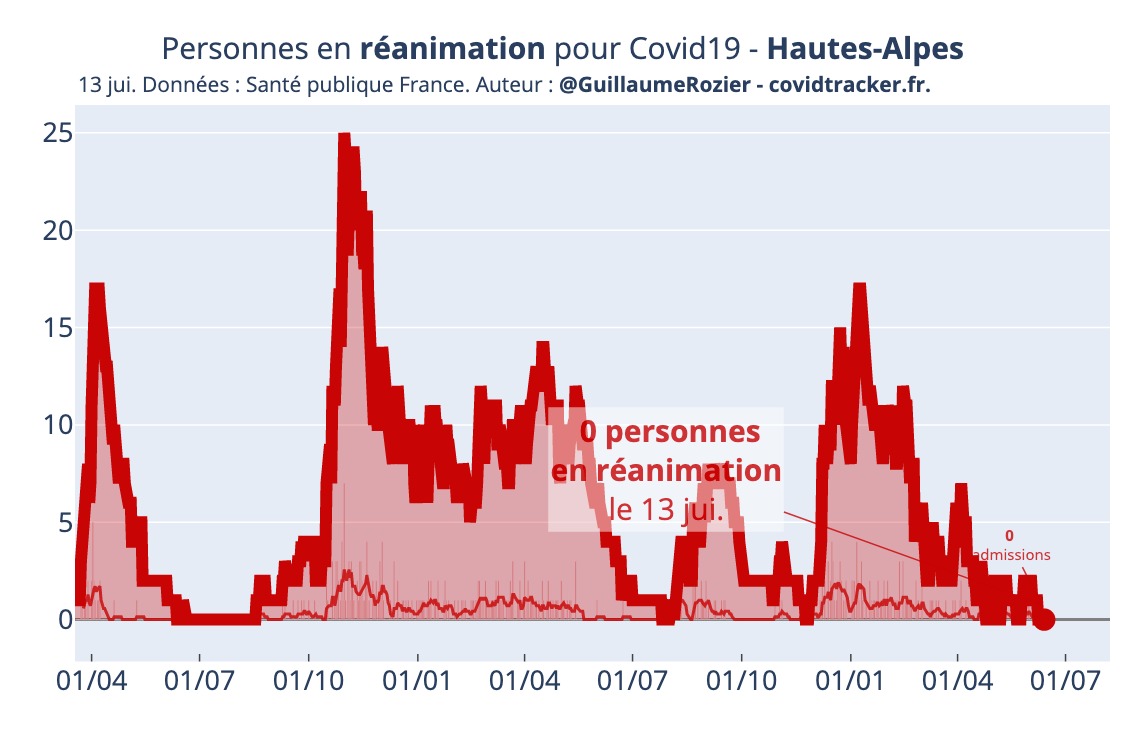 Personnes en réanimation pour Covid19 - Hautes-Alpes
13 jui. Données : Santé publique France. Auteur : @GuillaumeRozier - covidtracker.fr.
25
20
15
10
5
0
0 personnes
en réanimation
le 13 jui.
0
admissions
01/04 01/07 01/10 01/01 01/04 01/07 01/10 01/01 01/04 01/07